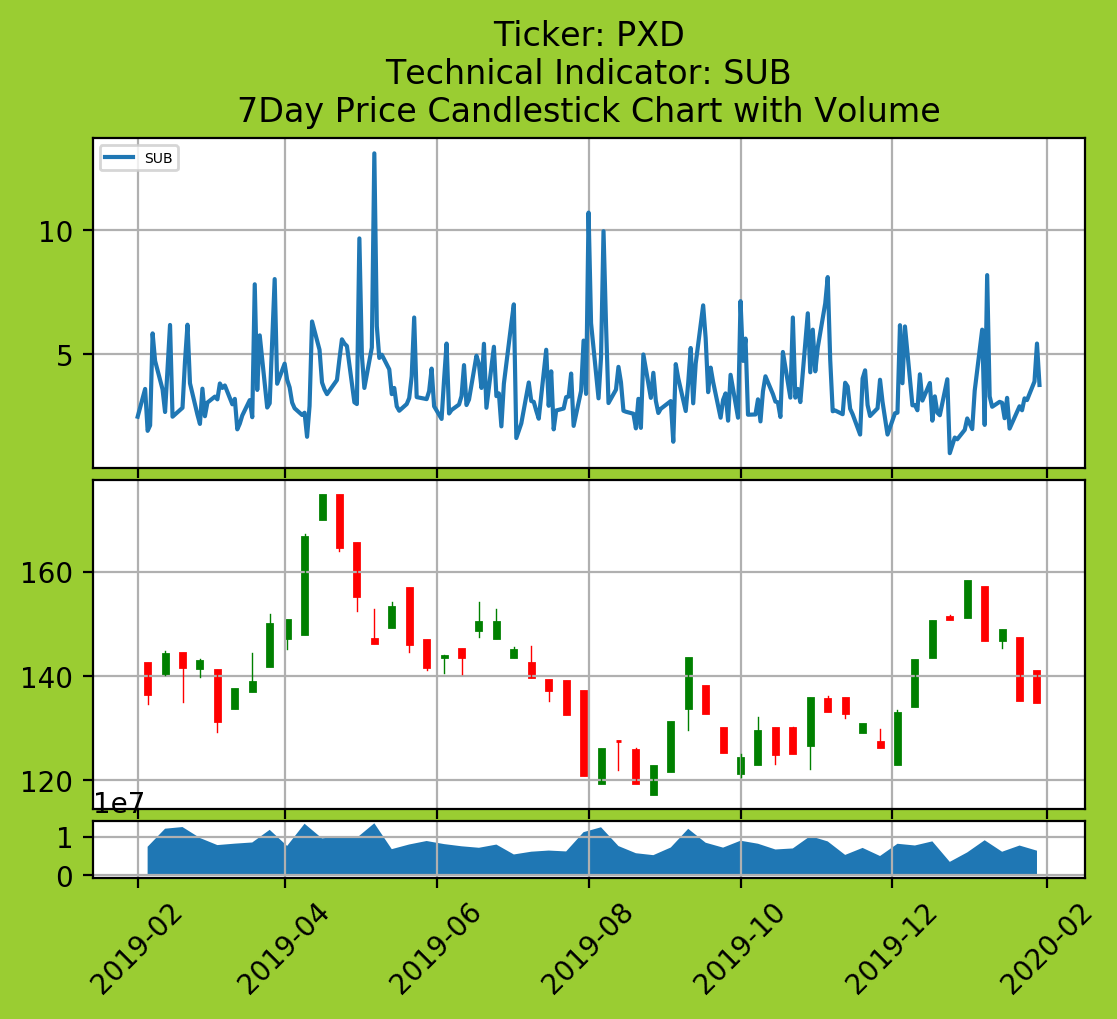 Ticker: PXD
Technical Indicator: SUB
7Day Price Candlestick Chart with Volume
SUB
10
5
160
140
120
1e7
1
0
2019-02
2019-04
2019-06
2019-08
2019-10
2019-12
2020-02